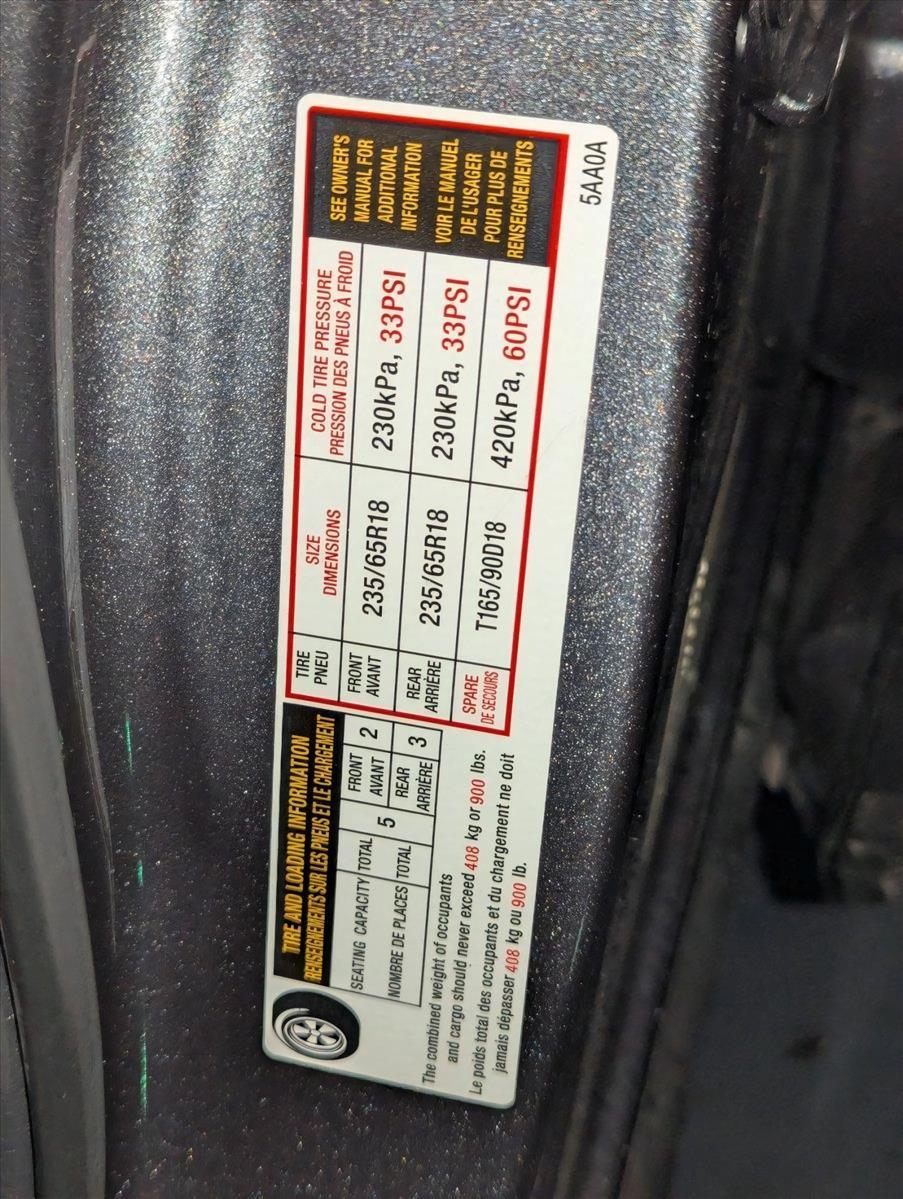 TIRE AND LOADING INFORMATION
RENSEIGNEMENTS SUR LES PNEUS ET LE CHARGEMENT
SEATING CAPACITY
NOMBRE DE PLACES
TOTAL
TOTAL
5
FRONT
AVANT
2
REAR
ARRIÈRE
3
The combined weight of occupants
and cargo should never exceed 408 kg or 900 lbs.
Le poids total des occupants et du chargement ne doit
jamais dépasser 408 kg ou 900 lb.
TIRE
PNEU
SIZE
DIMENSIONS
COLD TIRE PRESSURE
PRESSION DES PNEUS À FROID
FRONT
AVANT
235/65R18
230kPa, 33PSI
REAR
ARRIÈRE
235/65R18
230kPa, 33PSI
SPARE
DE SECOURS
T165/90D18
420kPa, 60PSI
SEE OWNER'S
MANUAL FOR
ADDITIONAL
INFORMATION
VOIR LE MANUEL
DE L'USAGER
POUR PLUS DE
RENSEIGNEMENTS
5AA0A